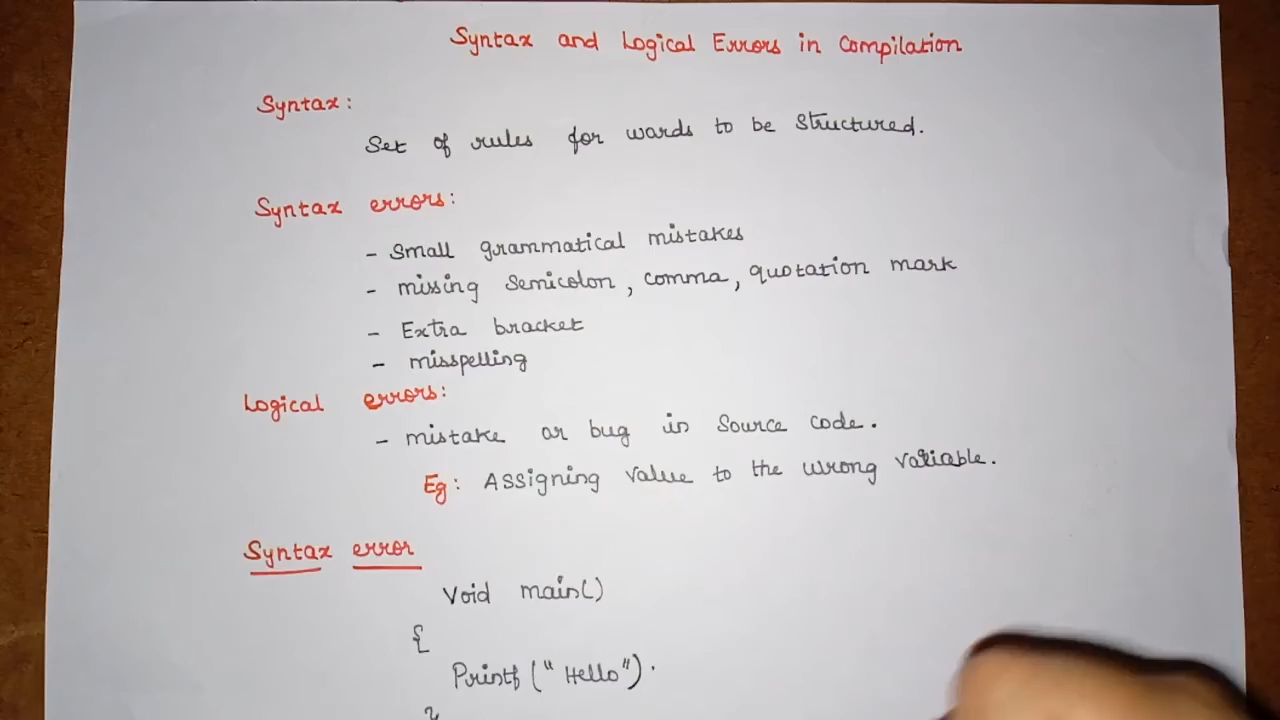 Syntax and Logical Errors in Compilation
Syntax:
Set of rules for words to be structured.
Syntax errors:
- Small grammatical mistakes
- missing semicolon, comma, quotation mark
- Extra bracket
- misspelling
Logical errors:
- mistake or bug in source code.
Eg: Assigning value to the wrong variable.
Syntax error
Void main()
{
Printf ("Hello").
}